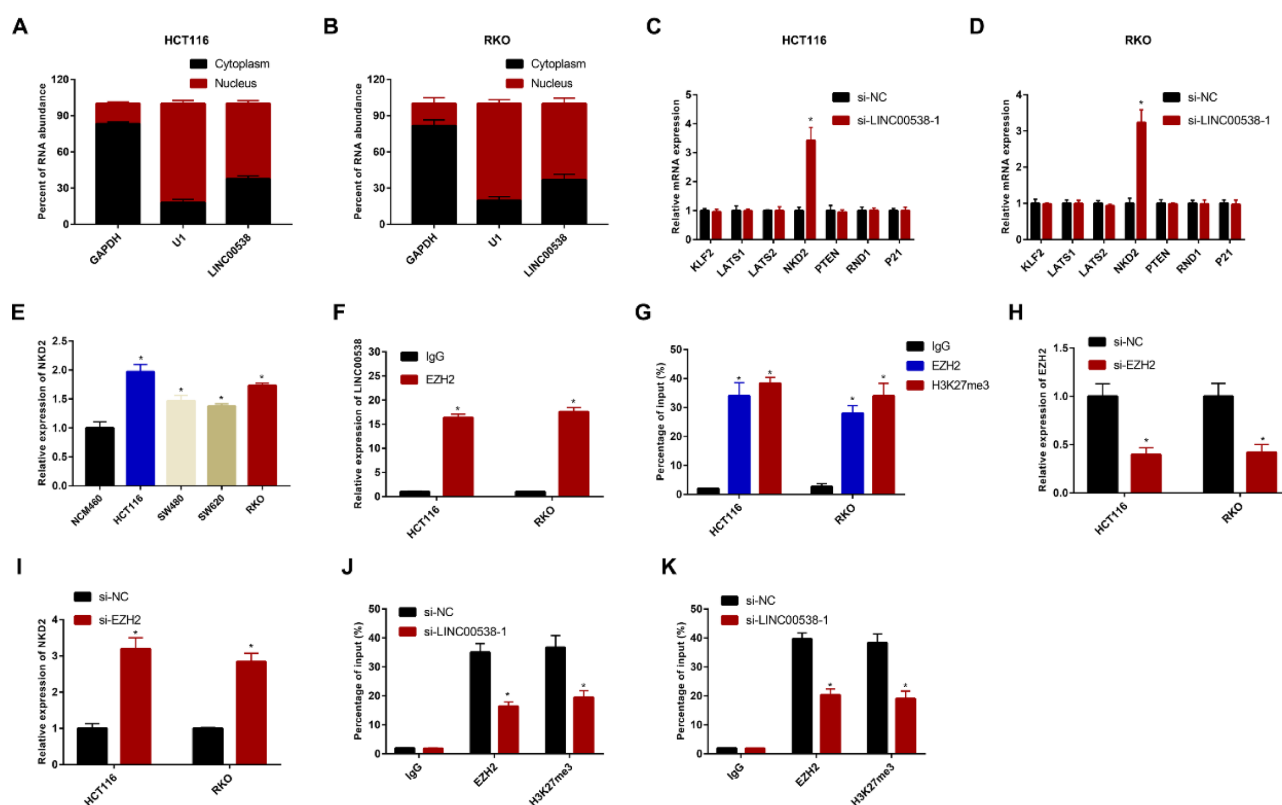 A
HCT116
Cytoplasm
Nucleus
Percent of RNA abundance
120
90
60
30
0
GAPDH
U1
LINC00538
B
RKO
Cytoplasm
Nucleus
Percent of RNA abundance
120
90
60
30
0
GAPDH
U1
LINC00538
C
HCT116
si-NC
si-LINC00538-1
Relative mRNA expression
5
4
3
2
1
0
*
KLF2
LATS1
LATS2
NKD2
PTEN
RND1
P21
D
RKO
si-NC
si-LINC00538-1
Relative mRNA expression
4
3
2
1
0
*
KLF2
LATS1
LATS2
NKD2
PTEN
RND1
P21
E
Relative expression of NKD2
2.5
2.0
1.5
1.0
0.5
0.0
*
*
*
*
NCM460
HCT116
SW480
SW620
RKO
F
IgG
EZH2
Relative expression of LINC00538
30
25
20
15
10
5
0
*
*
HCT116
RKO
G
IgG
EZH2
H3K27me3
Percentage of input (%)
50
40
30
20
10
0
* *
* *
HCT116
RKO
H
si-NC
si-EZH2
Relative expression of EZH2
1.5
1.0
0.5
0.0
*
*
HCT116
RKO
I
si-NC
si-EZH2
Relative expression of NKD2
4
3
2
1
0
*
*
HCT116
RKO
J
si-NC
si-LINC00538-1
Percentage of input (%)
50
40
30
20
10
0
*
*
IgG
EZH2
H3K27me3
K
si-NC
si-LINC00538-1
Percentage of input (%)
50
40
30
20
10
0
*
*
IgG
EZH2
H3K27me3